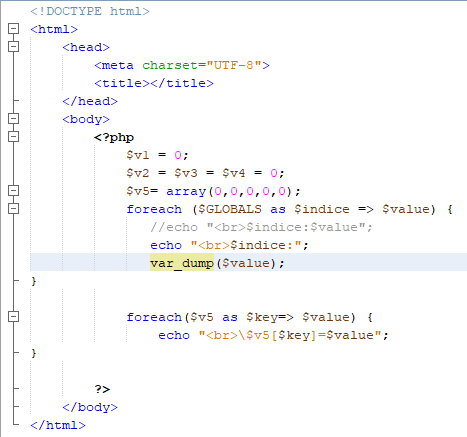 <!DOCTYPE html>
<html>
<head>
<meta charset="UTF-8">
<title></title>
</head>
<body>
<?php
$v1 = 0;
$v2 = $v3 = $v4 = 0;
$v5= array(0,0,0,0,0);
foreach ($GLOBALS as $indice => $value) {
//echo "<br>$indice:$value";
echo "<br>$indice:";
var_dump($value);
}
foreach($v5 as $key=> $value) {
echo "<br>\$v5[$key]=$value";
}
?>
</body>
</html>